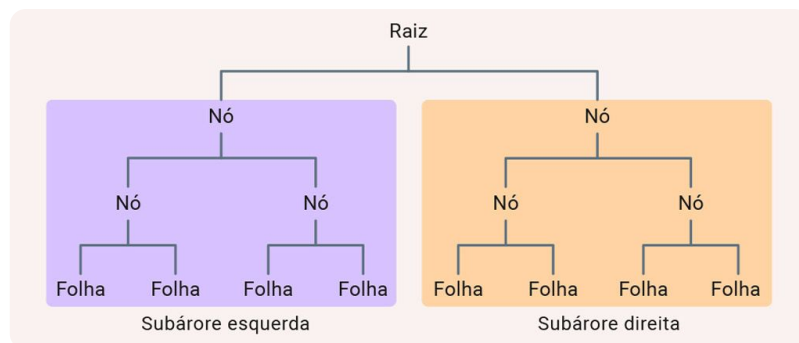 Raiz
Nó Nó
Nó Nó Nó Nó
Folha Folha Folha Folha Folha Folha Folha Folha
Subárore esquerda Subárore direita